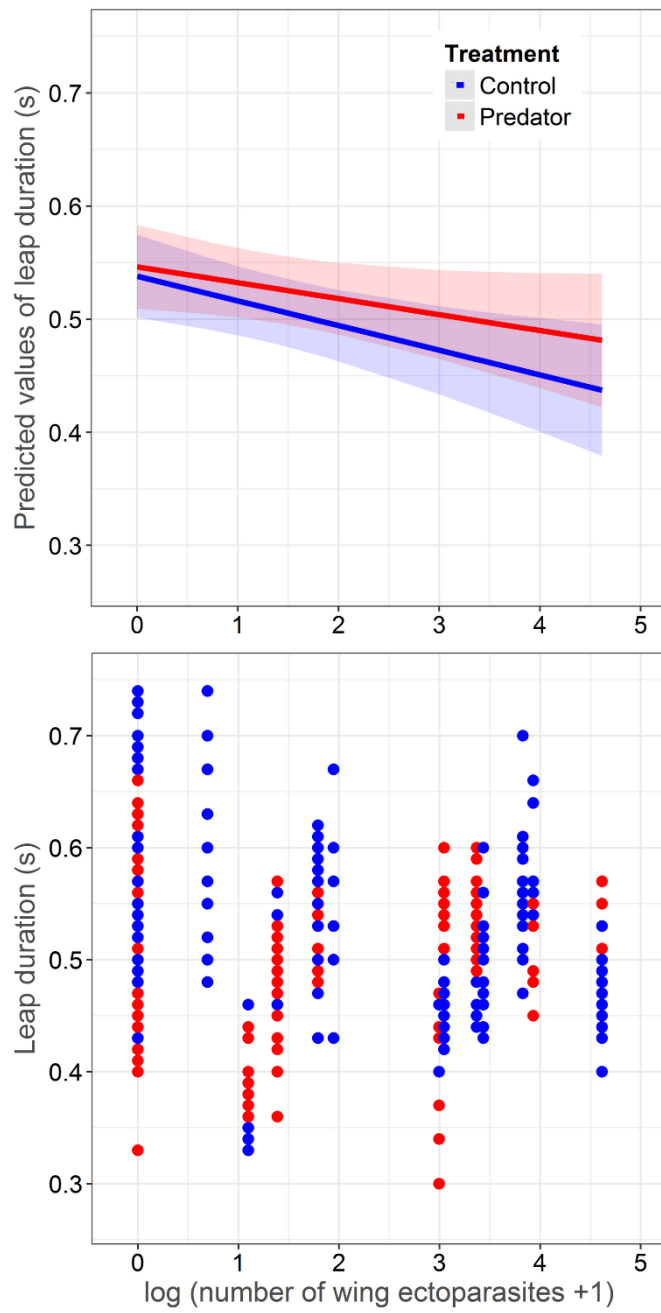 Predicted values of leap duration (s)
0.7
0.6
0.5
0.4
0.3
Treatment
Control
Predator
0 1 2 3 4 5
Leap duration (s)
0.7
0.6
0.5
0.4
0.3
0 1 2 3 4 5
log (number of wing ectoparasites +1)